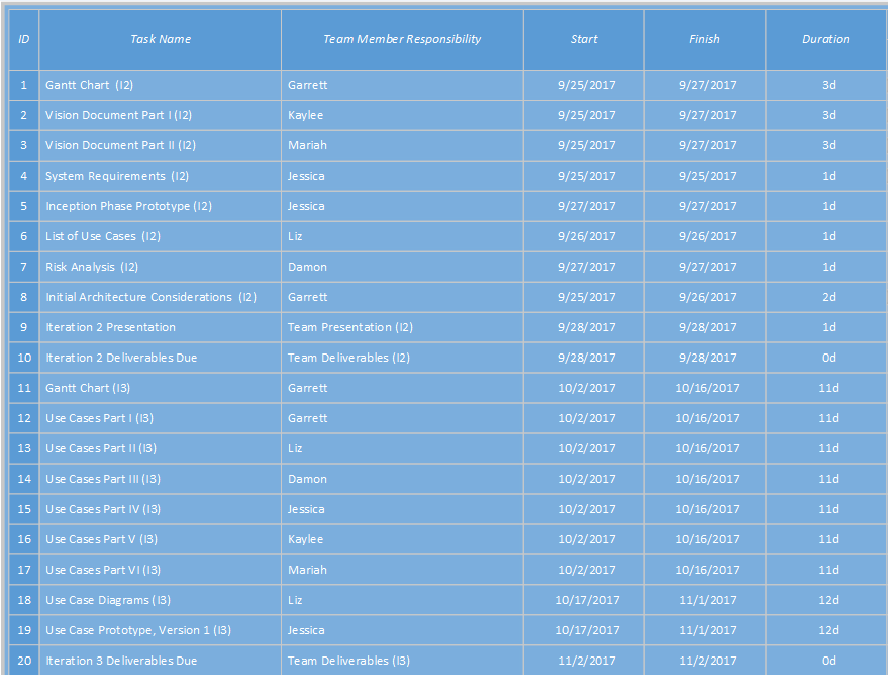 ID Task Name Team Member Responsibility Start Finish Duration
1 Gantt Chart (I2) Garrett 9/25/2017 9/27/2017 3d
2 Vision Document Part I (I2) Kaylee 9/25/2017 9/27/2017 3d
3 Vision Document Part II (I2) Mariah 9/25/2017 9/27/2017 3d
4 System Requirements (I2) Jessica 9/25/2017 9/25/2017 1d
5 Inception Phase Prototype (I2) Jessica 9/27/2017 9/27/2017 1d
6 List of Use Cases (I2) Liz 9/26/2017 9/26/2017 1d
7 Risk Analysis (I2) Damon 9/27/2017 9/27/2017 1d
8 Initial Architecture Considerations (I2) Garrett 9/25/2017 9/26/2017 2d
9 Iteration 2 Presentation Team Presentation (I2) 9/28/2017 9/28/2017 1d
10 Iteration 2 Deliverables Due Team Deliverables (I2) 9/28/2017 9/28/2017 0d
11 Gantt Chart (I3) Garrett 10/2/2017 10/16/2017 11d
12 Use Cases Part I (I3) Garrett 10/2/2017 10/16/2017 11d
13 Use Cases Part II (I3) Liz 10/2/2017 10/16/2017 11d
14 Use Cases Part III (I3) Damon 10/2/2017 10/16/2017 11d
15 Use Cases Part IV (I3) Jessica 10/2/2017 10/16/2017 11d
16 Use Cases Part V (I3) Kaylee 10/2/2017 10/16/2017 11d
17 Use Cases Part VI (I3) Mariah 10/2/2017 10/16/2017 11d
18 Use Case Diagrams (I3) Liz 10/17/2017 11/1/2017 12d
19 Use Case Prototype, Version 1 (I3) Jessica 10/17/2017 11/1/2017 12d
20 Iteration 3 Deliverables Due Team Deliverables (I3) 11/2/2017 11/2/2017 0d